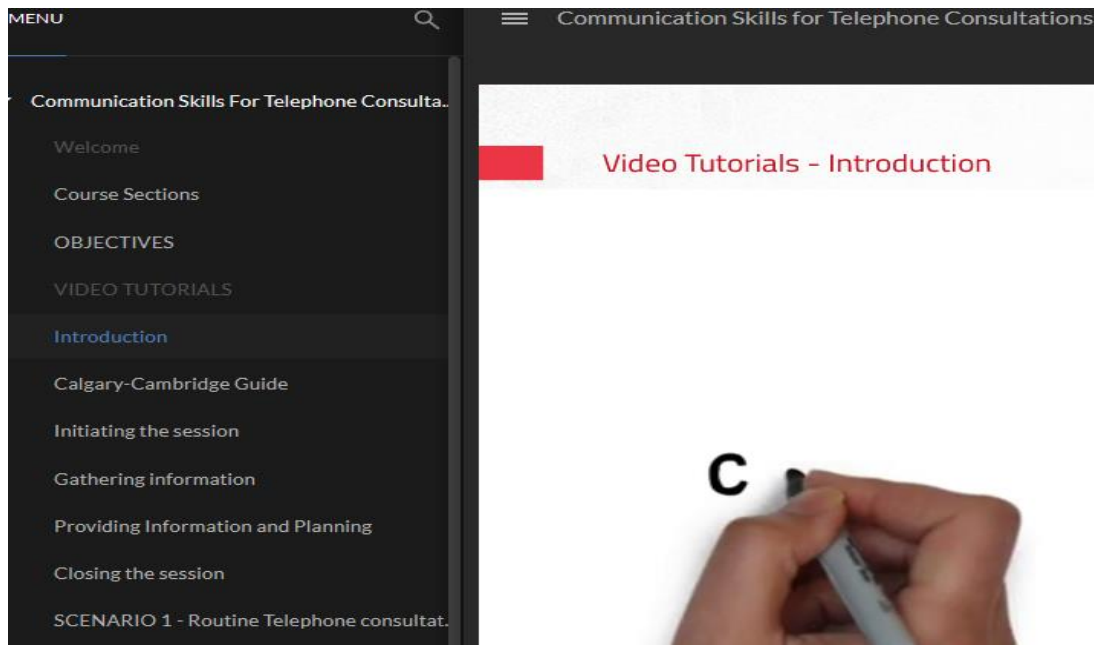 MENU
Communication Skills for Telephone Consultations
Communication Skills For Telephone Consulta..
Welcome
Course Sections
OBJECTIVES
VIDEO TUTORIALS
Introduction
Calgary-Cambridge Guide
Initiating the session
Gathering information
Providing Information and Planning
Closing the session
SCENARIO 1 - Routine Telephone consultat..
Video Tutorials - Introduction
C